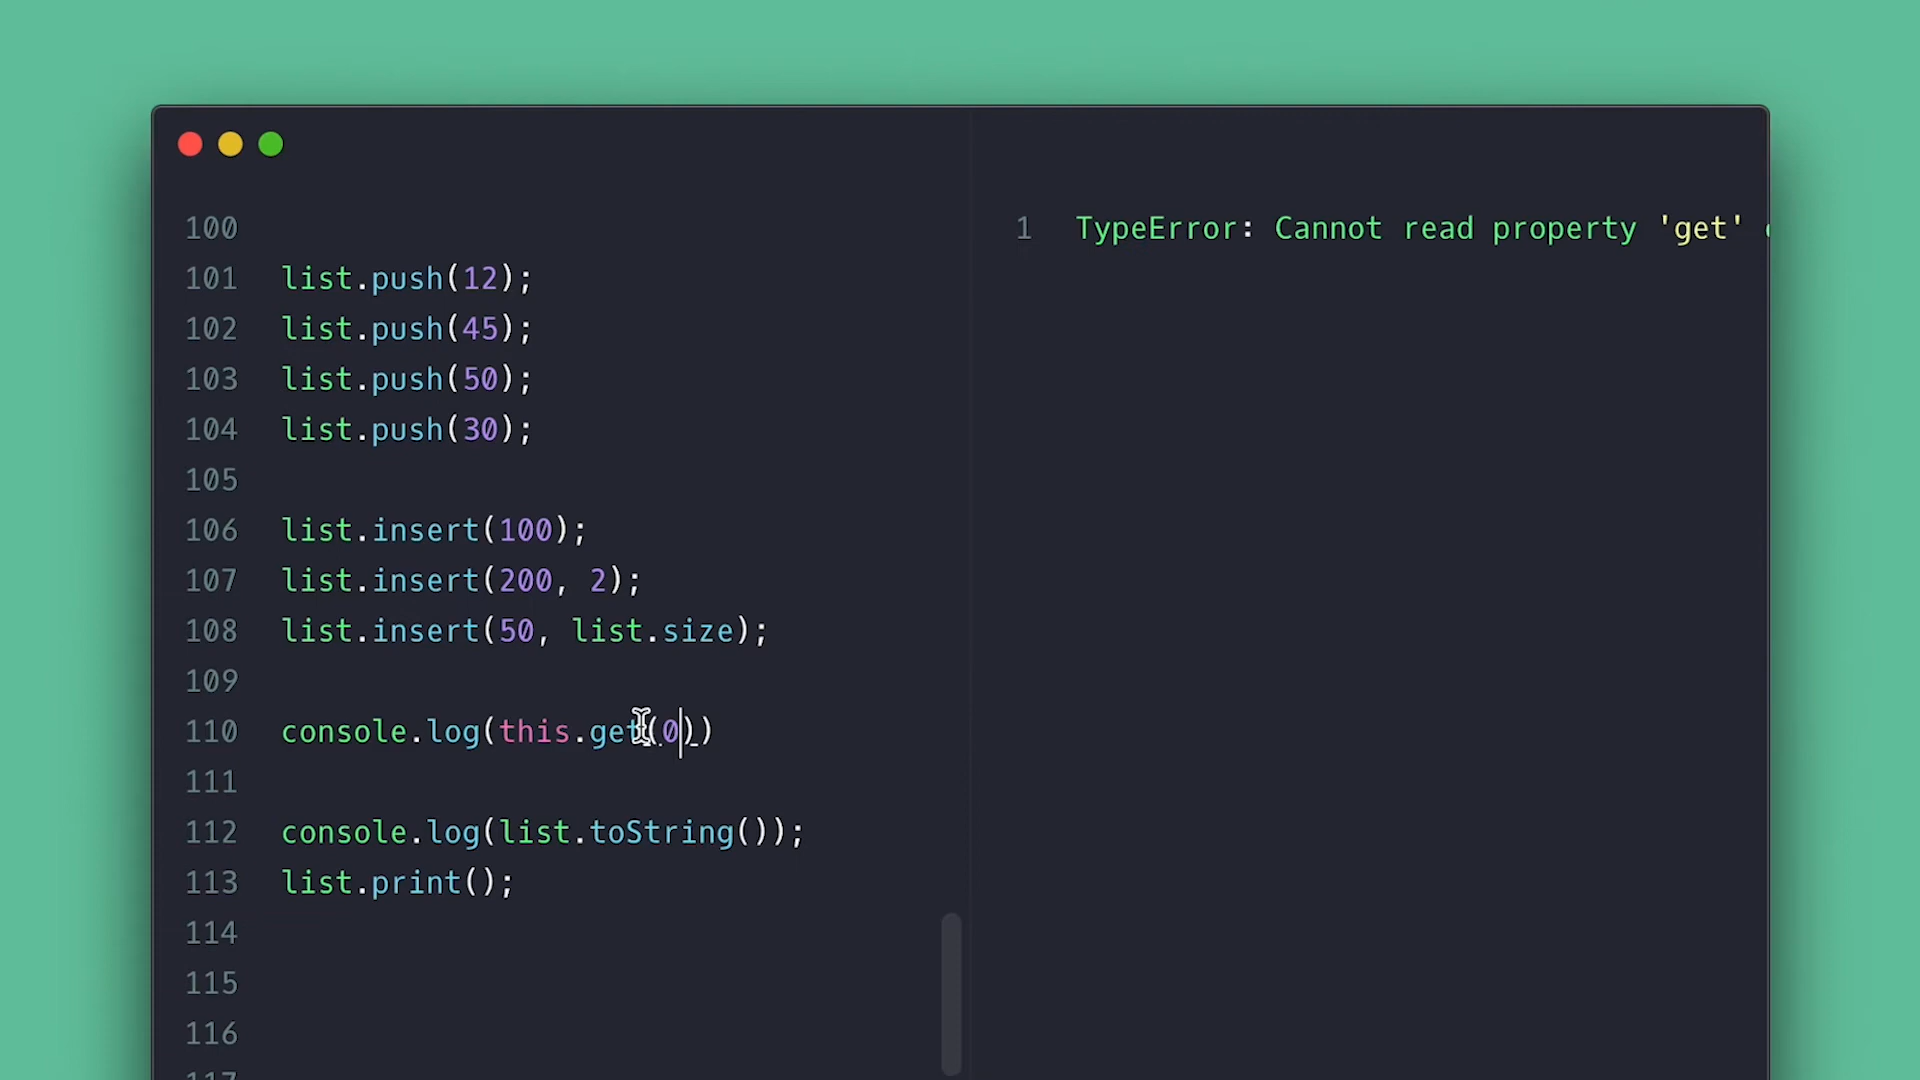 100
101 list.push(12);
102 list.push(45);
103 list.push(50);
104 list.push(30);
105
106 list.insert(100);
107 list.insert(200, 2);
108 list.insert(50, list.size);
109
110 console.log(this.get(0))
111
112 console.log(list.toString());
113 list.print();
114
115
116
1 TypeError: Cannot read property 'get'